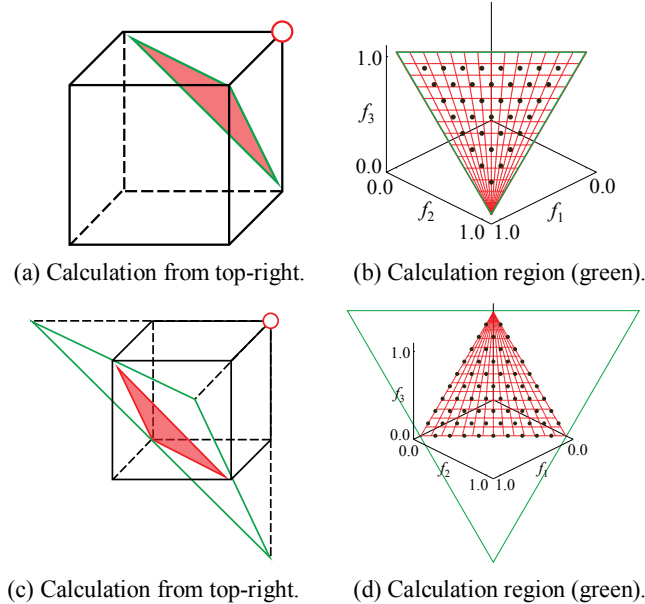 1.0
f3
0.0
0.0
0.0
f2
f1
1.0 1.0
(a) Calculation from top-right.
(b) Calculation region (green).
1.0
f3
0.0
0.0
0.0
f2
f1
1.0 1.0
(c) Calculation from top-right.
(d) Calculation region (green).